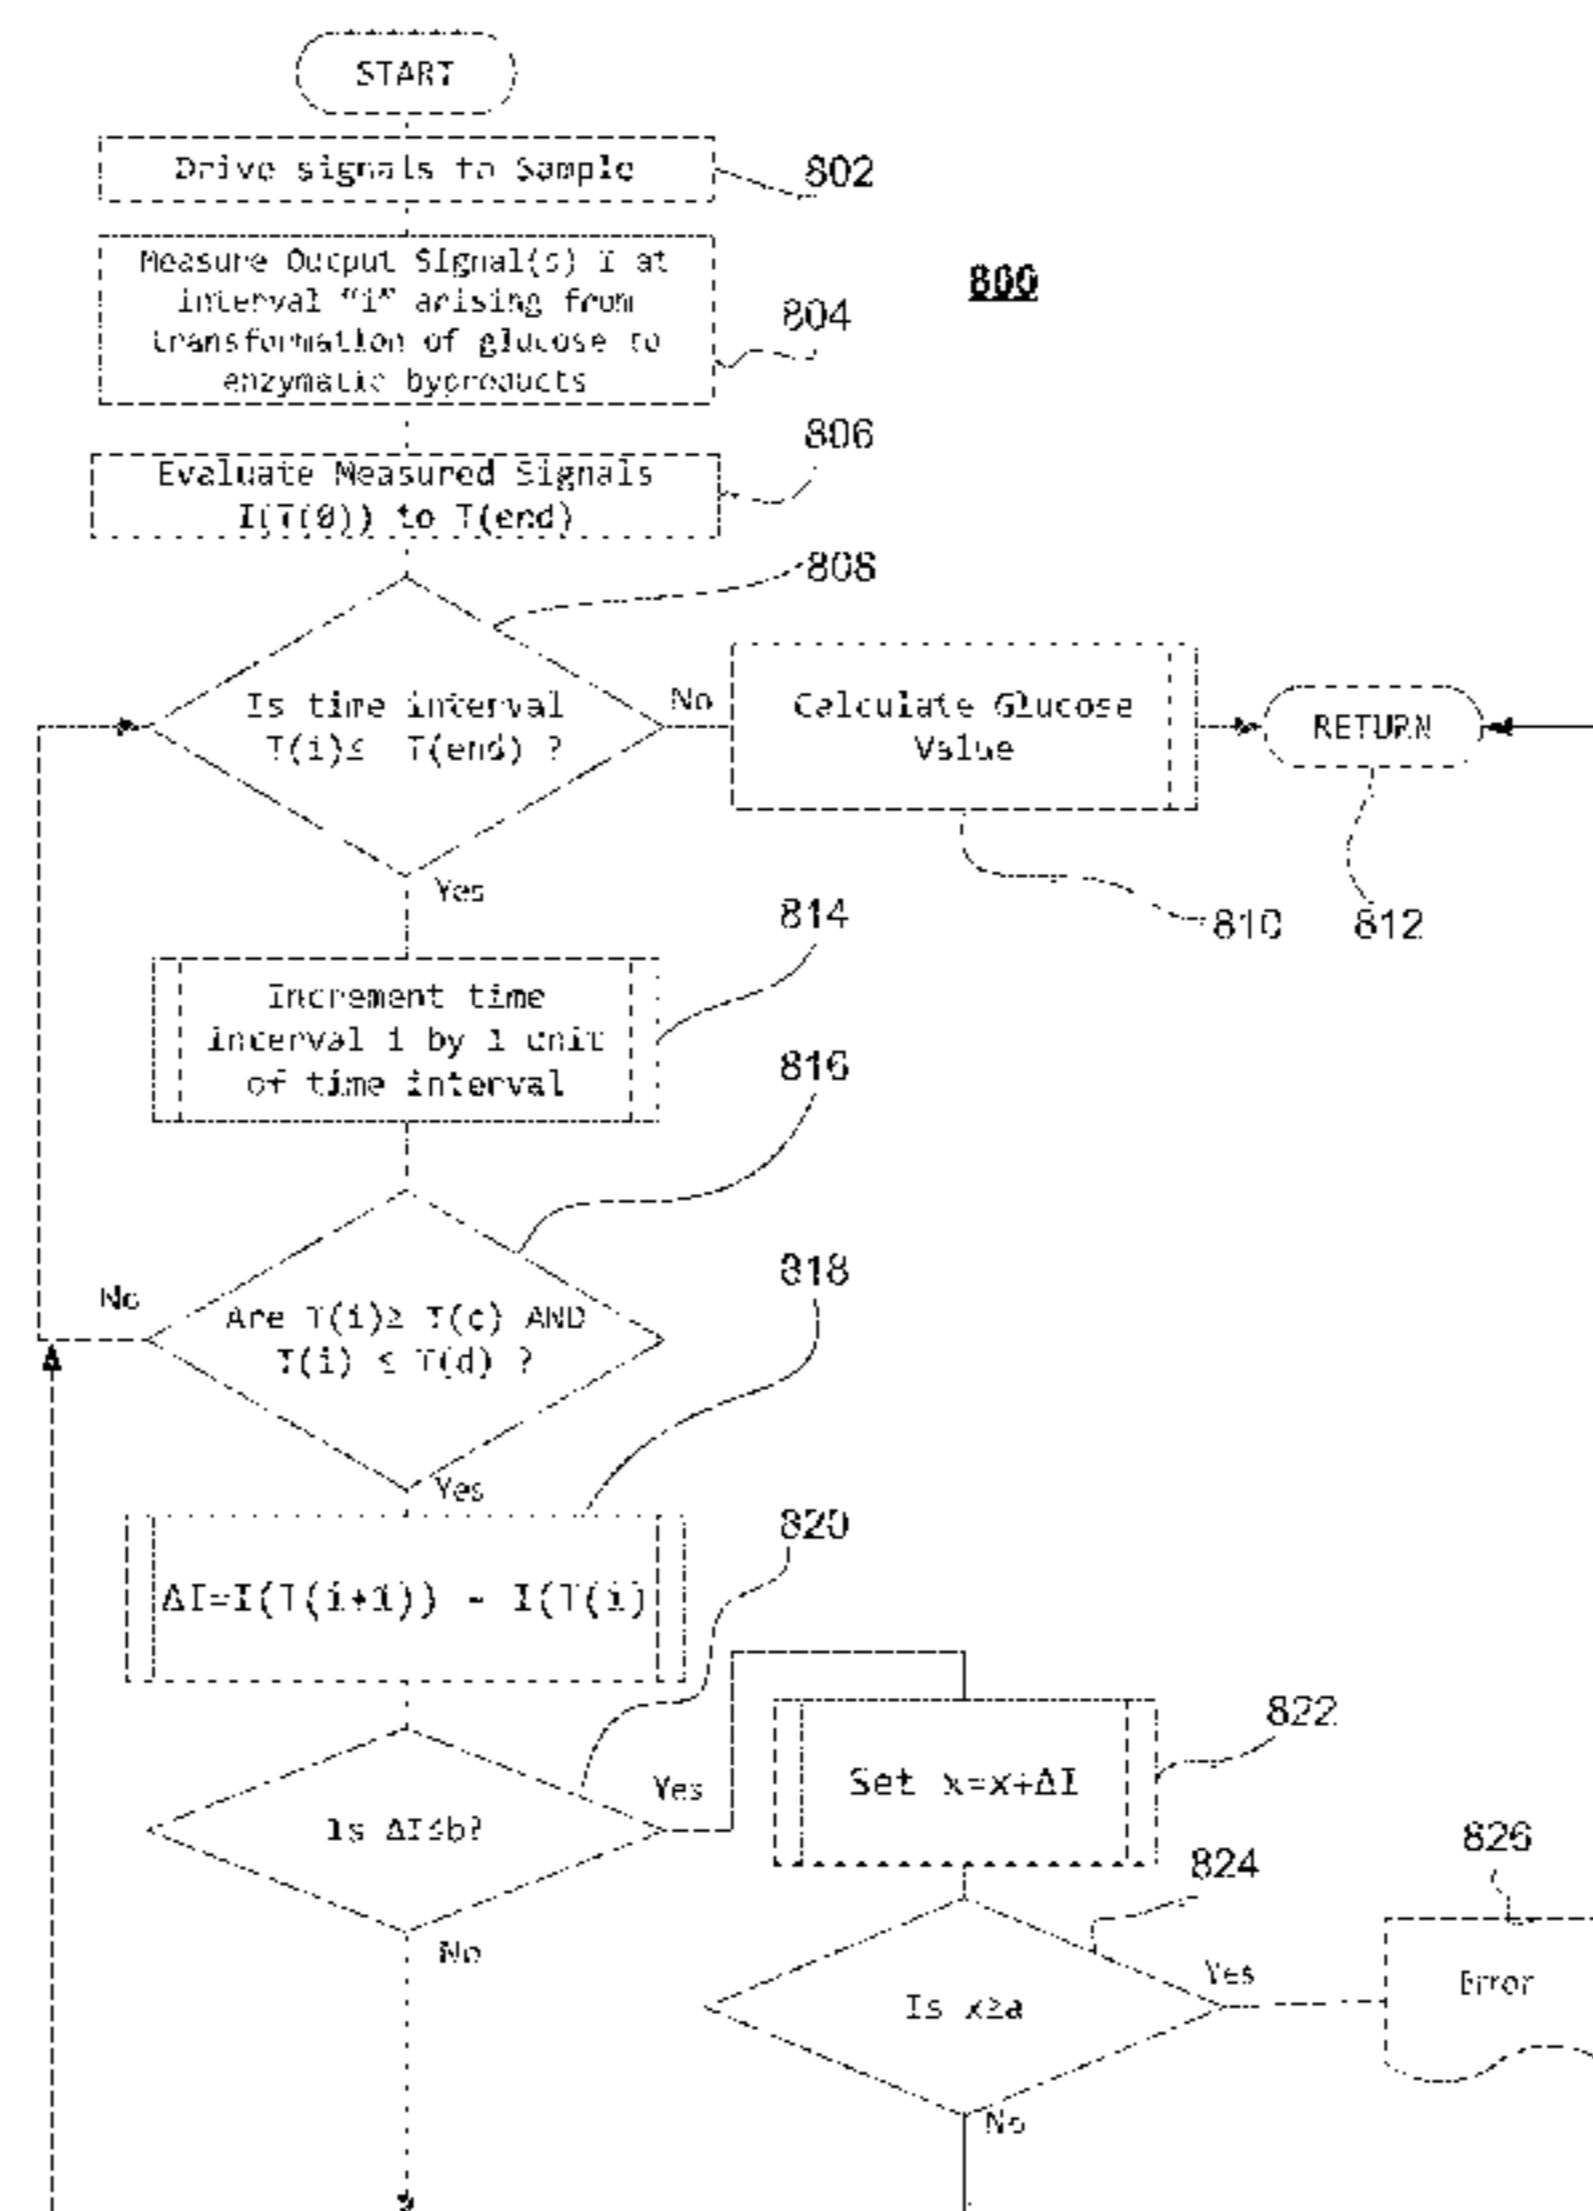 START
Drive signals to Sample
802
Measure Output SIgnal(s) I at
interval "i" arising from
transformation of glucose to
enzymatic byproducts
800
804
Evaluate Measured Signals
I(T(0)) to T(end)
806
808
Is time interval
T(i)≤ T(end) ?
No
Calculate Glucose
Value
RETURN
Yes
810
812
814
Increment time
interval i by 1 unit
of time interval
816
818
No
Are T(i)≥ T(c) AND
T(i) ≤ T(d) ?
Yes
820
ΔI=I(T(i+1)) - I(T(i)
822
Set x=x+ΔI
Yes
Is ΔI≤b?
824
826
No
Yes
Error
Is x≥a
No